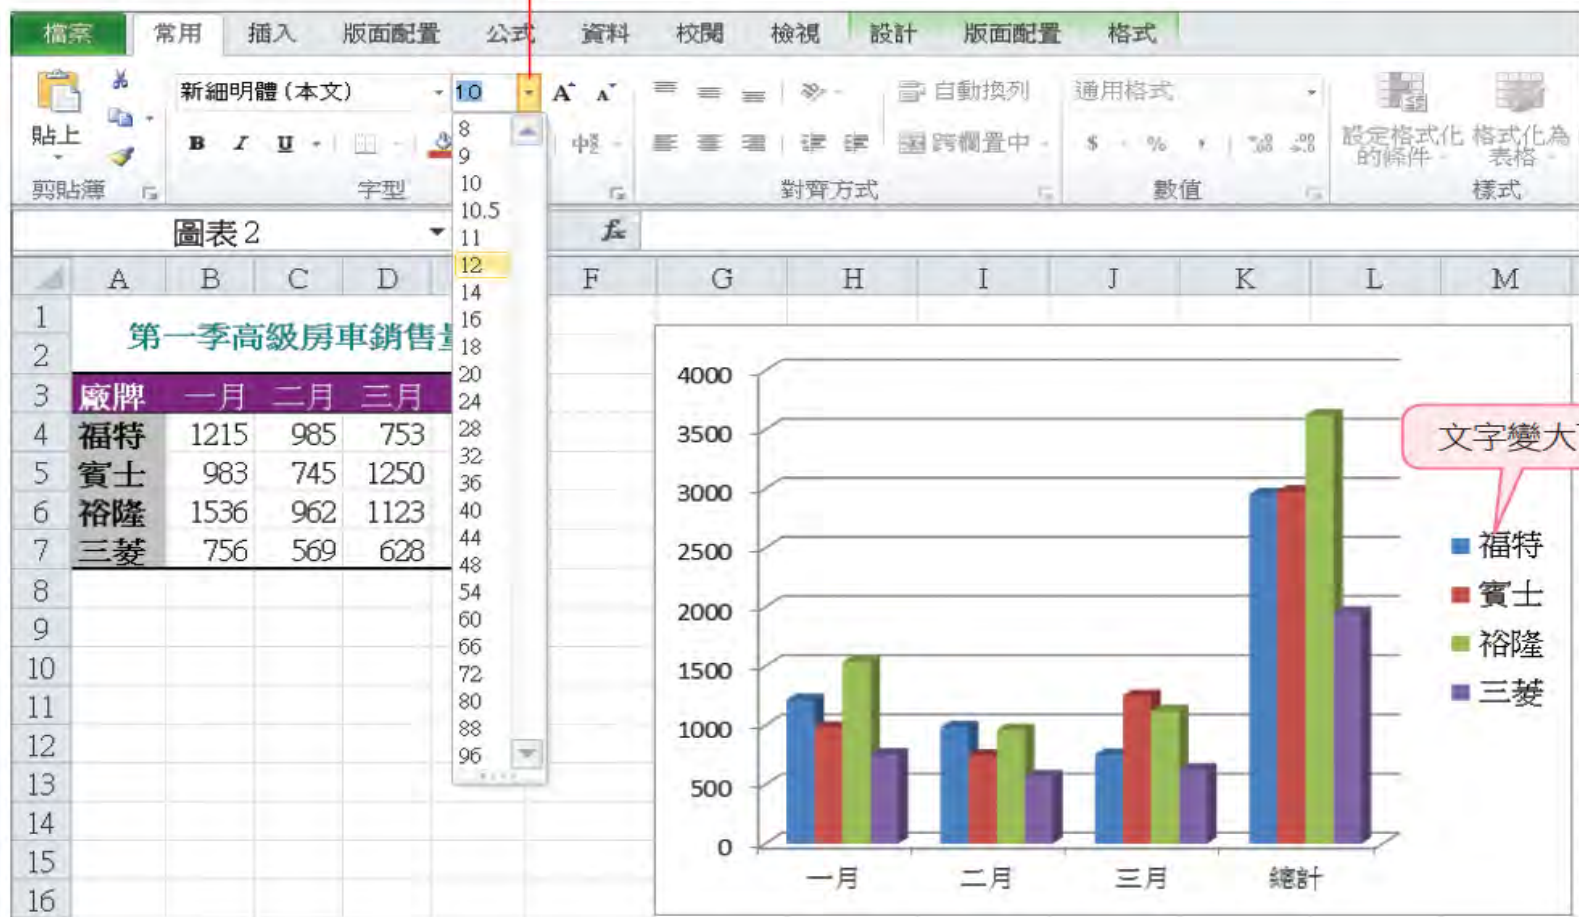 檔案 常用 插入 版面配置 公式 資料 校閱 檢視 設計 版面配置 格式
新細明體 (本文) 10 A A 自動換列 通用格式
貼上 B I U 中 跨欄置中 $ % , 設定格式化的條件 格式化為表格
剪貼簿 字型 對齊方式 數值 樣式
圖表 2 fx
A B C D F G H I J K L M
8
9
10
10.5
11
12
14
16
18
20
24
28
32
36
40
44
48
54
60
66
72
80
88
96
1
2
第一季高級房車銷售
3 廠牌 一月 二月 三月
4 福特 1215 985 753
5 賓士 983 745 1250
6 裕隆 1536 962 1123
7 三菱 756 569 628
8
9
10
11
12
13
14
15
16
4000
3500
3000
2500
2000
1500
1000
500
0
一月 二月 三月 總計
文字變大
福特
賓士
裕隆
三菱